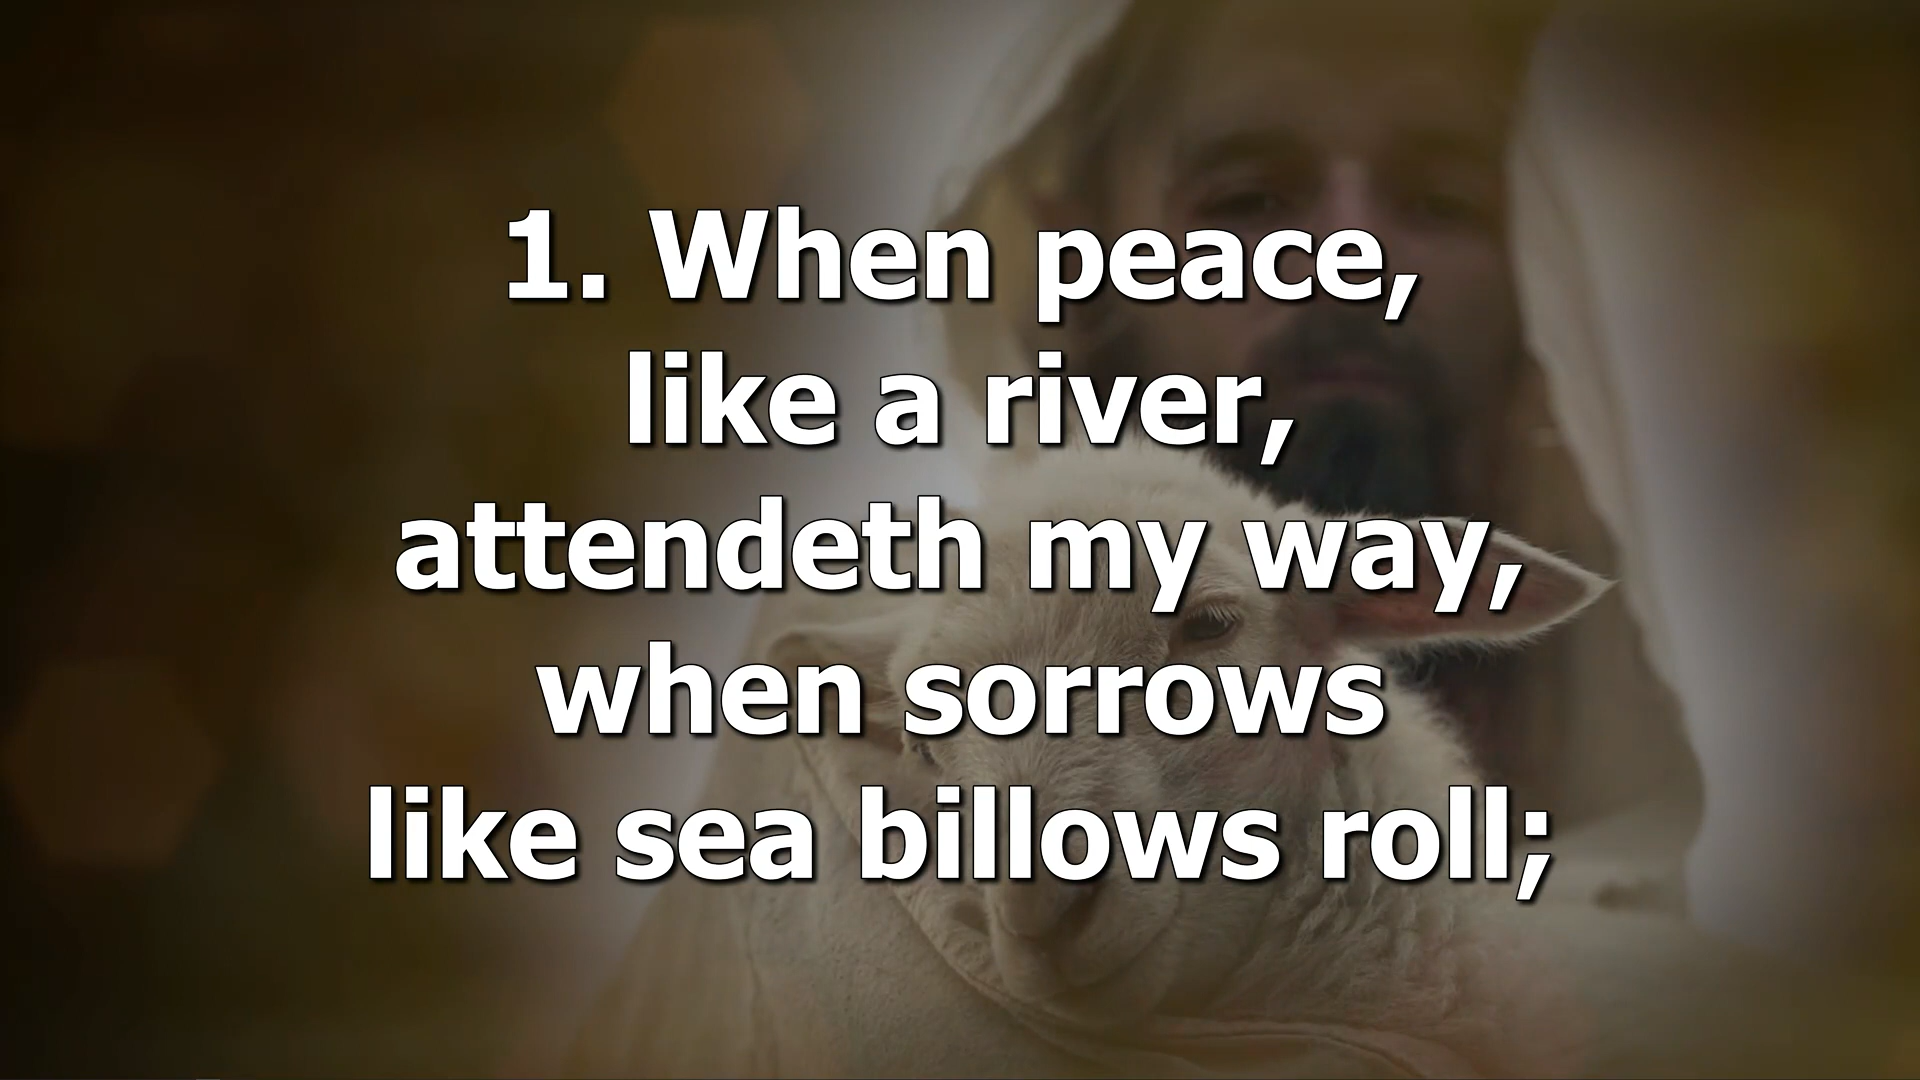 1. When peace,
like a river,
attendeth my way,
when sorrows
like sea billows roll;